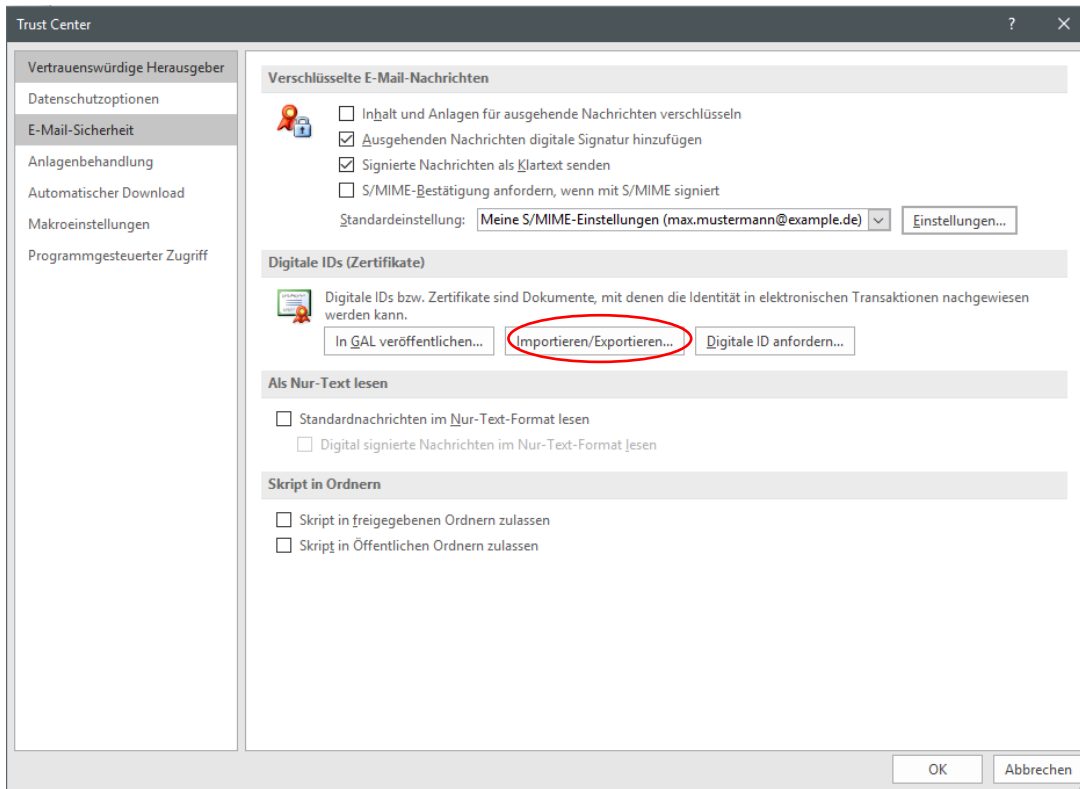 Trust Center
?
Vertrauenswürdige Herausgeber
Datenschutzoptionen
E-Mail-Sicherheit
Anlagenbehandlung
Automatischer Download
Makroeinstellungen
Programmgesteuerter Zugriff
Verschlüsselte E-Mail-Nachrichten
Inhalt und Anlagen für ausgehende Nachrichten verschlüsseln
Ausgehenden Nachrichten digitale Signatur hinzufügen
Signierte Nachrichten als Klartext senden
S/MIME-Bestätigung anfordern, wenn mit S/MIME signiert
Standardeinstellung: Meine S/MIME-Einstellungen (max.mustermann@example.de) Einstellungen...
Digitale IDs (Zertifikate)
Digitale IDs bzw. Zertifikate sind Dokumente, mit denen die Identität in elektronischen Transaktionen nachgewiesen
werden kann.
In GAL veröffentlichen... Importieren/Exportieren... Digitale ID anfordern...
Als Nur-Text lesen
Standardnachrichten im Nur-Text-Format lesen
Digital signierte Nachrichten im Nur-Text-Format lesen
Skript in Ordnern
Skript in freigegebenen Ordnern zulassen
Skript in Öffentlichen Ordnern zulassen
OK Abbrechen